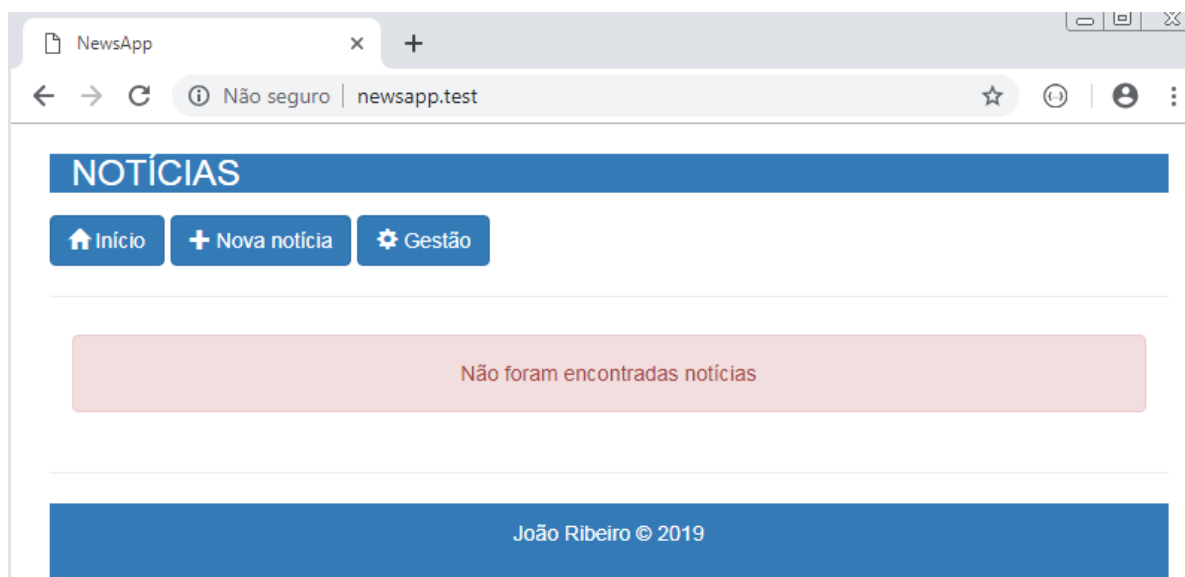 NewsApp
Não seguro | newsapp.test
NOTÍCIAS
Início Nova notícia Gestão
Não foram encontradas notícias
João Ribeiro © 2019